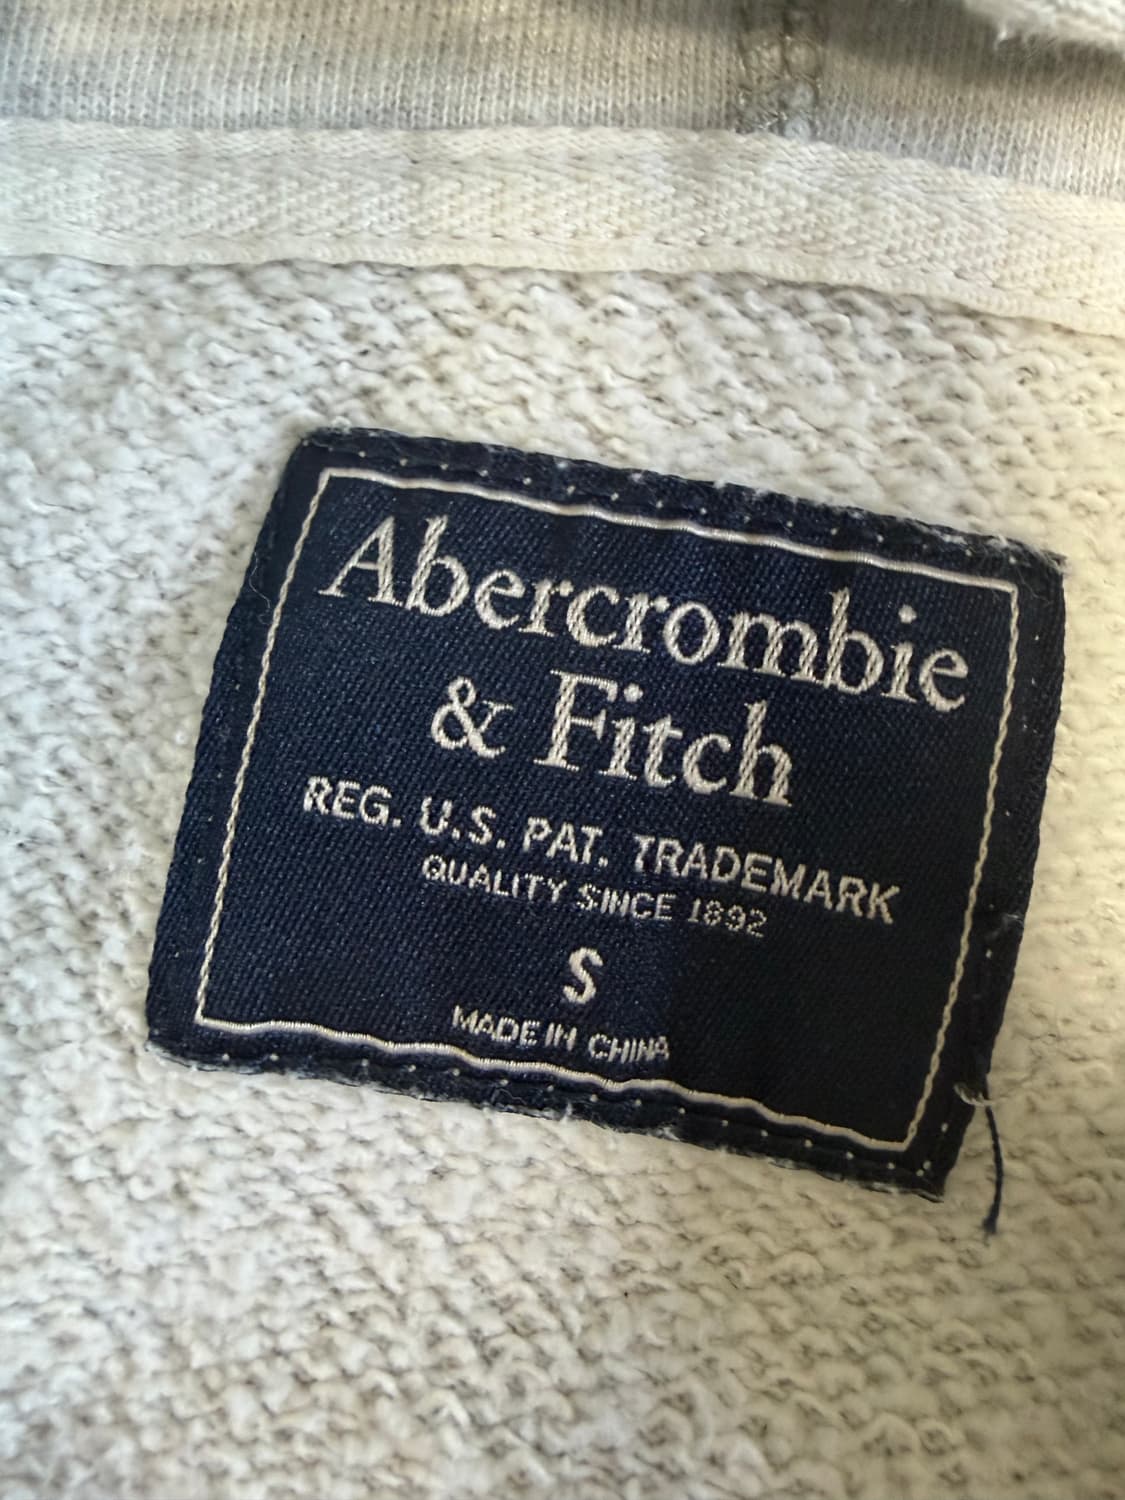 Abercrombie
& Fitch
REG. U.S. PAT. TRADEMARK
QUALITY SINCE 1892
S
MADE IN CHINA